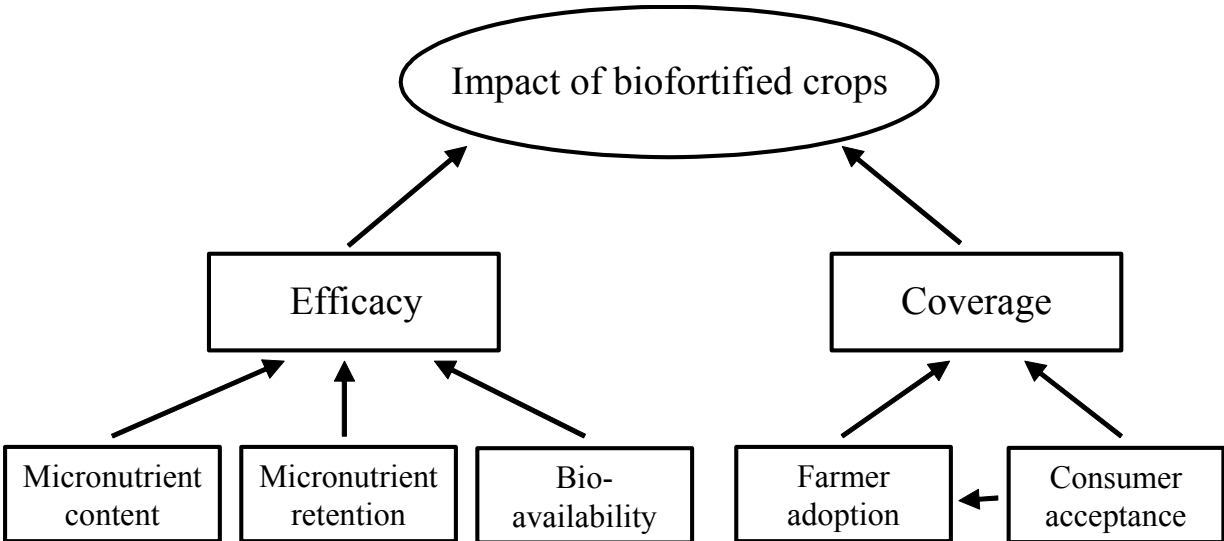 Impact of biofortified crops
Efficacy
Coverage
Micronutrient
content
Micronutrient
retention
Bio-
availability
Farmer
adoption
Consumer
acceptance